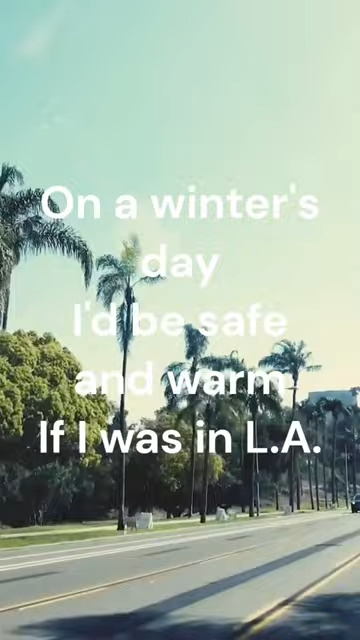 On a winter's
day
I'd be safe
and warm
If I was in L.A.